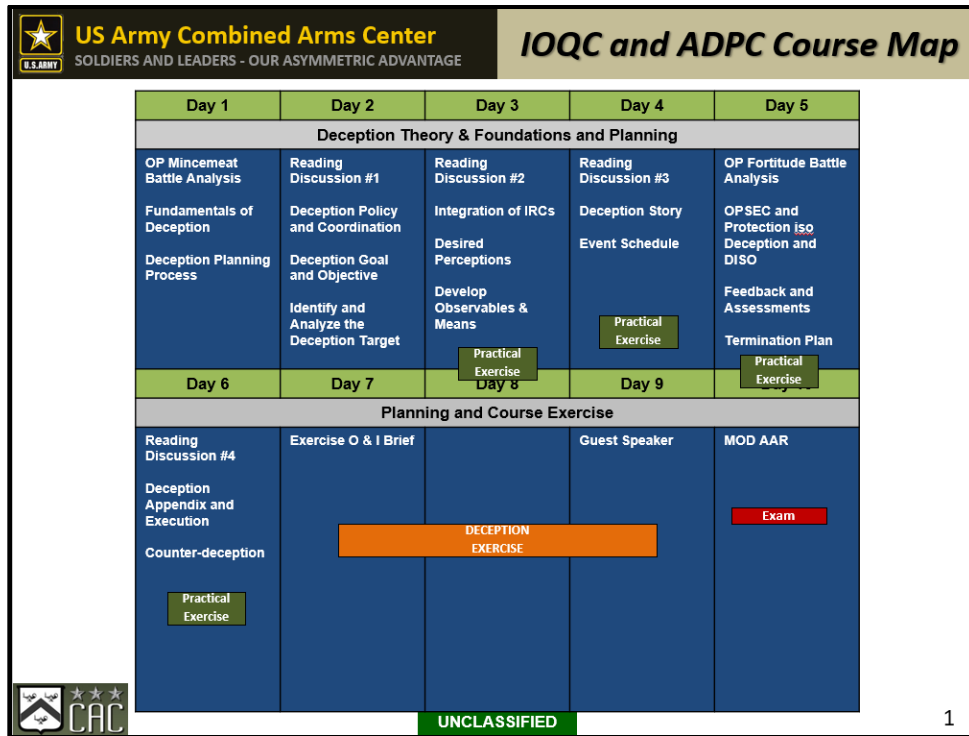 US Army Combined Arms Center
SOLDIERS AND LEADERS - OUR ASYMMETRIC ADVANTAGE
U.S.ARMY
IOQC and ADPC Course Map
Day 1
Day 2
Day 3
Day 4
Day 5
Deception Theory & Foundations and Planning
OP Mincemeat
Battle Analysis
Fundamentals of
Deception
Deception Planning
Process
Reading
Discussion #1
Deception Policy
and Coordination
Deception Goal
and Objective
Identify and
Analyze the
Deception Target
Reading
Discussion #2
Integration of IRCs
Desired
Perceptions
Develop
Observables &
Means
Practical
Exercise
Reading
Discussion #3
Deception Story
Event Schedule
Practical
Exercise
OP Fortitude Battle
Analysis
OPSEC and
Protection iso
Deception and
DISO
Feedback and
Assessments
Termination Plan
Practical
Exercise
Day 6
Day 7
Day 8
Day 9
Planning and Course Exercise
Reading
Discussion #4
Deception
Appendix and
Execution
Counter-deception
Practical
Exercise
Exercise O & I Brief
DECEPTION
EXERCISE
Guest Speaker
MOD AAR
Exam
CAC
UNCLASSIFIED
1